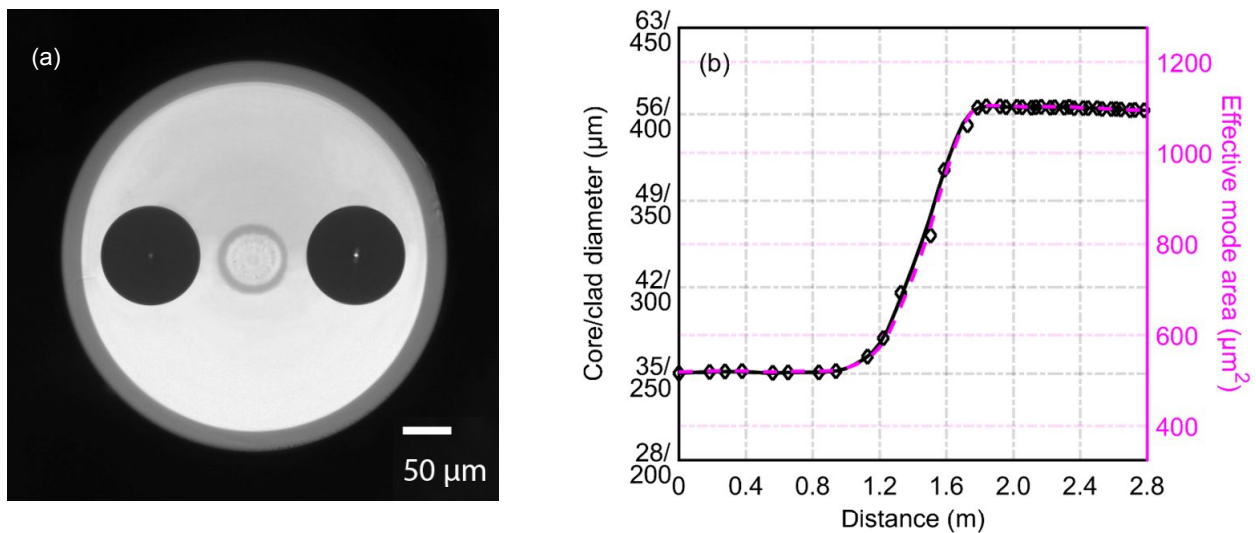 (a)
50 μm
(b)
Core/clad diameter (μm)
63/
450
56/
400
49/
350
42/
300
35/
250
28/
200
0 0.4 0.8 1.2 1.6 2.0 2.4 2.8
Distance (m)
1200
1000
800
600
400
Effective mode area (μm²)